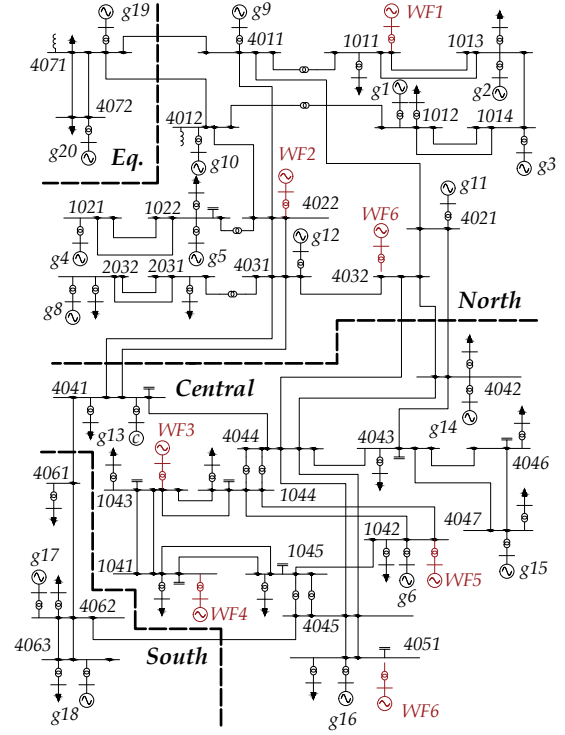 g19
g9
WF1
4011
1011
1013
4071
g1
g2
4072
4012
1012
1014
g20
Eq.
g10
WF2
g3
g11
1021
1022
4022
WF6
4021
g4
g5
g12
2032
2031
4031
4032
g8
North
Central
4041
4042
g13
c
WF3
4044
4043
g14
4046
4061
1043
1044
4047
g17
1042
1041
1045
g6
WF5
g15
4062
WF4
4045
4063
South
4051
g18
g16
WF6